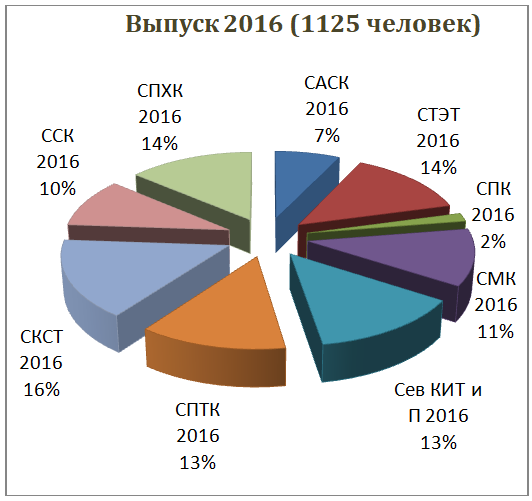 Выпуск 2016 (1125 человек)
САСК
2016
7%
СТЭТ
2016
14%
СПК
2016
2%
СМК
2016
11%
Сев КИТ и
П 2016
13%
СПТК
2016
13%
СКСТ
2016
16%
ССК
2016
10%
СПХК
2016
14%